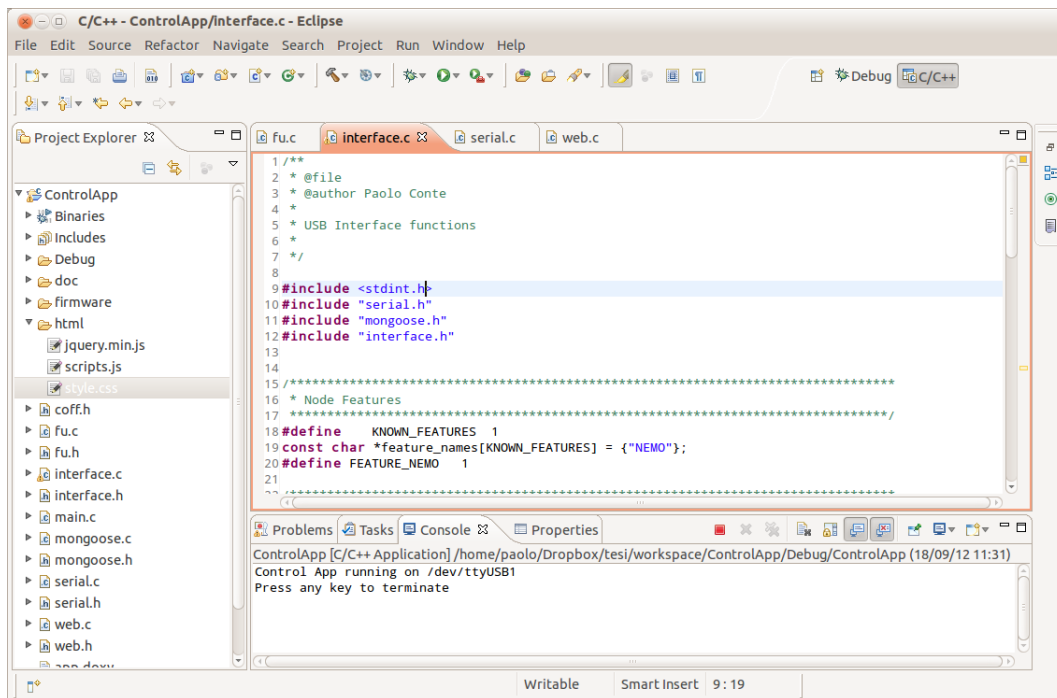 C/C++ - ControlApp/interface.c - Eclipse
File Edit Source Refactor Navigate Search Project Run Window Help
Debug C/C++
Project Explorer
ControlApp
Binaries
Includes
Debug
doc
firmware
html
jquery.min.js
scripts.js
style.css
coff.h
fu.c
fu.h
interface.c
interface.h
main.c
mongoose.c
mongoose.h
serial.c
serial.h
web.c
web.h
app.doxy
fu.c interface.c serial.c web.c
1 /**
2 * @file
3 * @author Paolo Conte
4 *
5 * USB Interface functions
6 *
7 */
8
9 #include <stdint.h>
10 #include "serial.h"
11 #include "mongoose.h"
12 #include "interface.h"
13
14
15 /*********************************************************************************
16 * Node Features
17 ********************************************************************************/
18 #define KNOWN_FEATURES 1
19 const char *feature_names[KNOWN_FEATURES] = {"NEMO"};
20 #define FEATURE_NEMO 1
21
22 /*********************************************************************************
Problems Tasks Console Properties
ControlApp [C/C++ Application] /home/paolo/Dropbox/tesi/workspace/ControlApp/Debug/ControlApp (18/09/12 11:31)
Control App running on /dev/ttyUSB1
Press any key to terminate
Writable Smart Insert 9 : 19